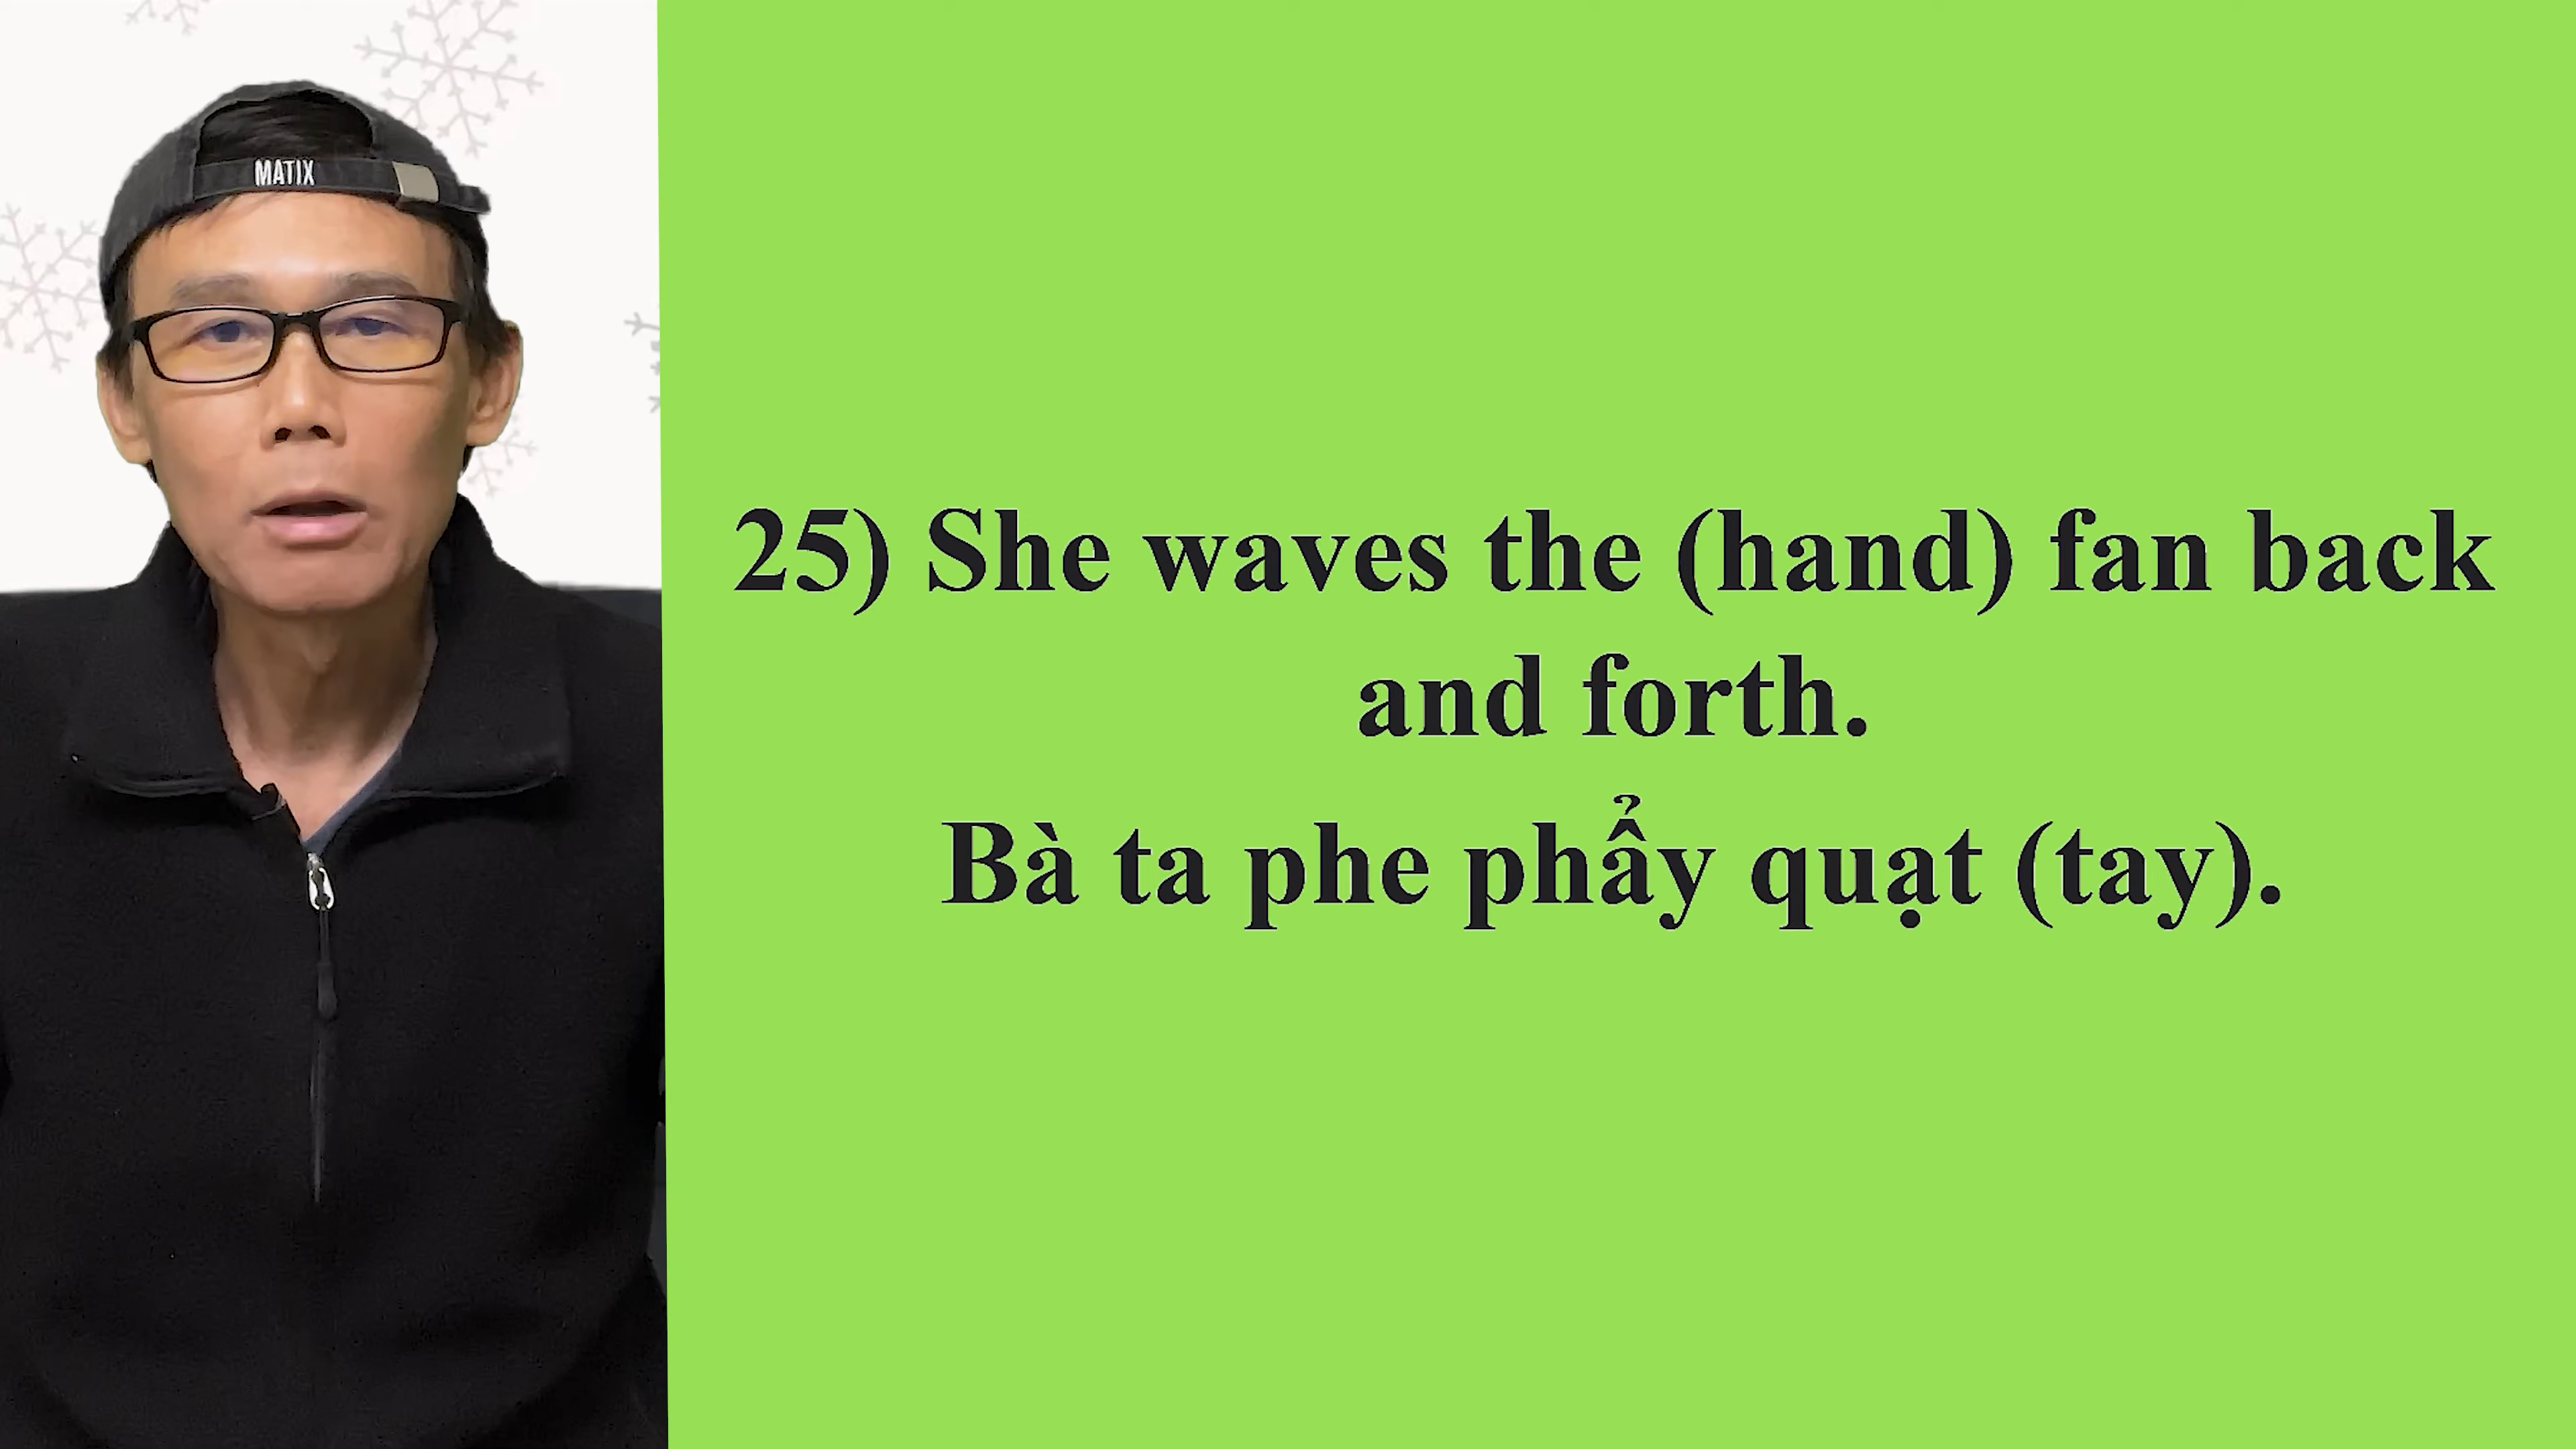 MATIX
25) She waves the (hand) fan back
and forth.
Bà ta phe phẩy quạt (tay).